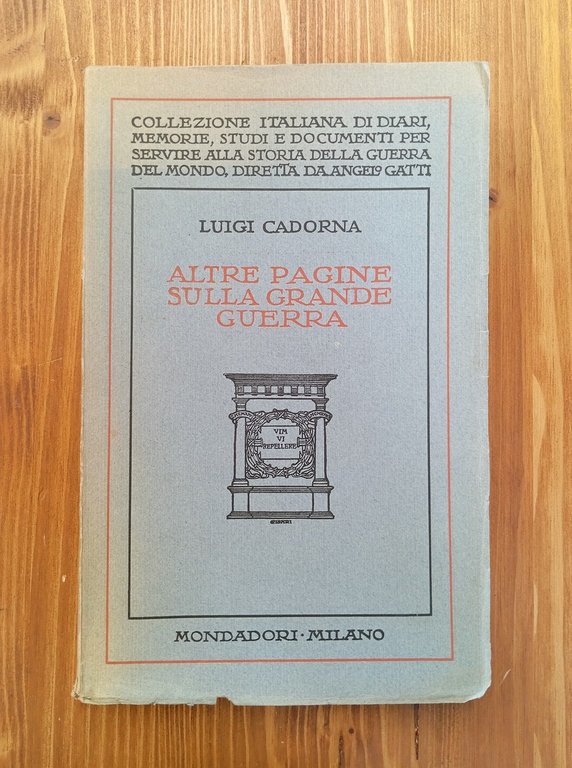 COLLEZIONE ITALIANA DI DIARI,
MEMORIE, STUDI E DOCUMENTI PER
SERVIRE ALLA STORIA DELLA GUERRA
DEL MONDO, DIRETTA DA ANGELO GATTI
LUIGI CADORNA
ALTRE PAGINE
SULLA GRANDE
GUERRA
VIM
VI
REPELLERE
MONDADORI · MILANO